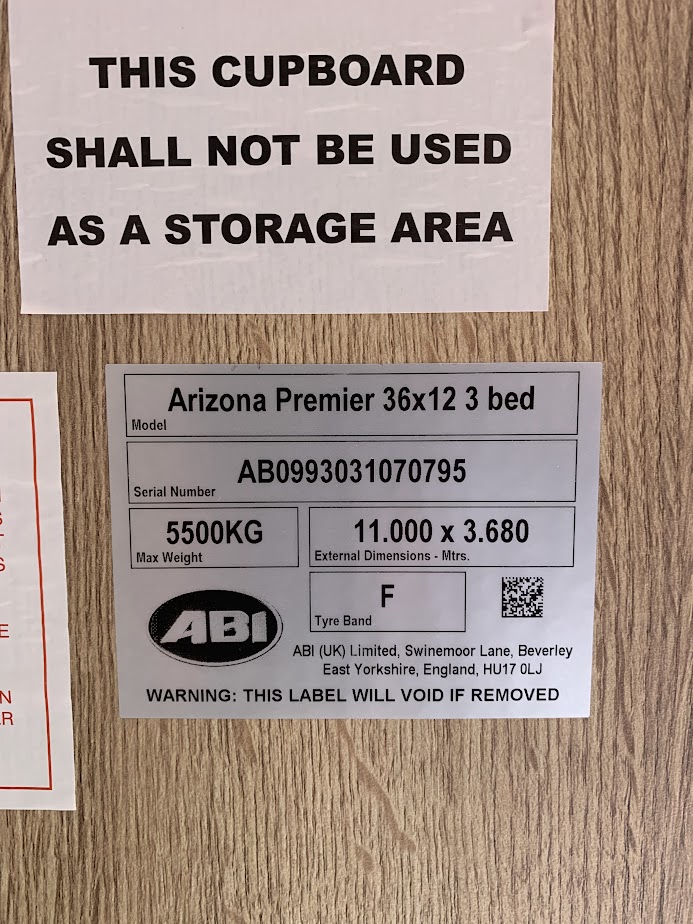 THIS CUPBOARD
SHALL NOT BE USED
AS A STORAGE AREA
Arizona Premier 36x12 3 bed
Model
AB0993031070795
Serial Number
5500KG
Max Weight
11.000 x 3.680
External Dimensions - Mtrs.
F
Tyre Band
ABI
ABI (UK) Limited, Swinemoor Lane, Beverley
East Yorkshire, England, HU17 0LJ
WARNING: THIS LABEL WILL VOID IF REMOVED